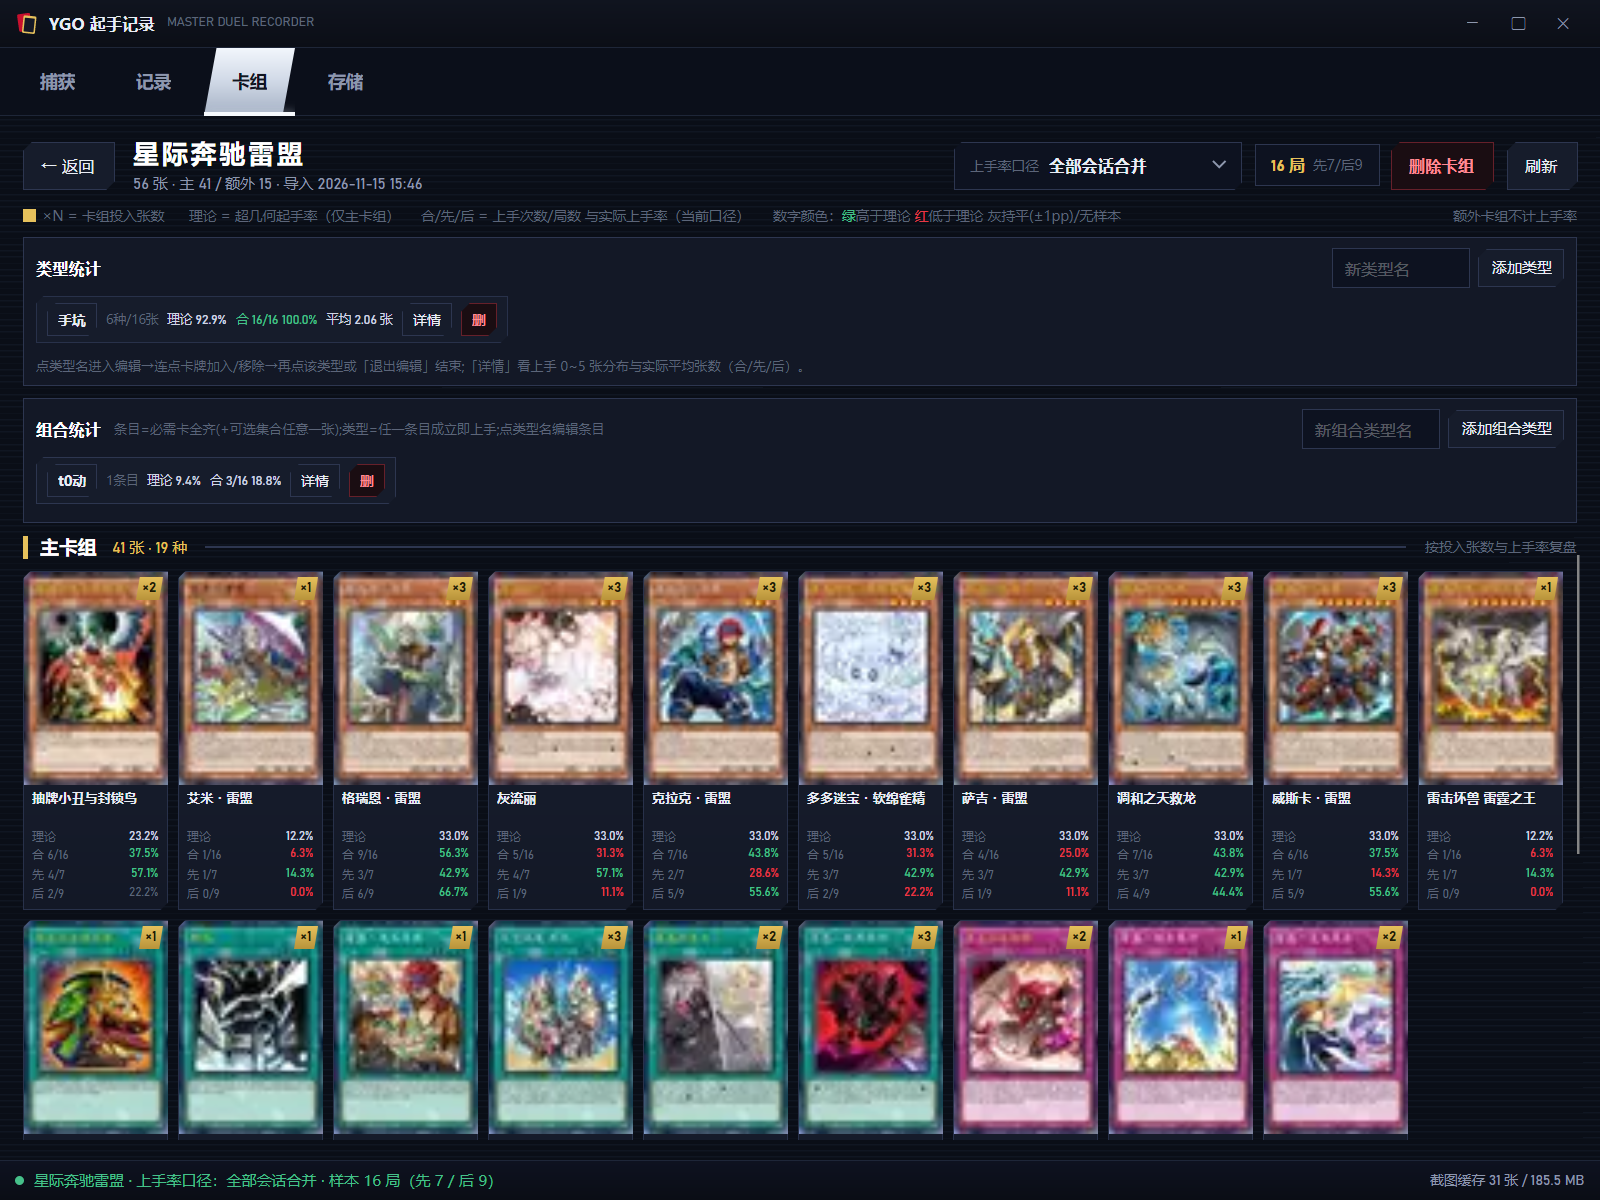 YGO 起手记录 MASTER DUEL RECORDER
捕获 记录 卡组 存储
← 返回
星际奔驰雷盟
56 张 · 主 41 / 额外 15 · 导入 2026-11-15 15:46
上手率口径 全部会话合并
16 局 先7/后9
删除卡组
刷新
×N = 卡组投入张数 理论 = 超几何起手率（仅主卡组） 合/先/后 = 上手次数/局数 与实际上手率（当前口径） 数字颜色：绿高于理论 红低于理论 灰持平(±1pp)/无样本 额外卡组不计上手率
类型统计 新类型名 添加类型
手坑 6种/16张 理论 92.9% 合 16/16 100.0% 平均 2.06 张 详情 删
点类型名进入编辑→连点卡牌加入/移除→再点该类型或「退出编辑」结束;「详情」看上手 0~5 张分布与实际平均张数（合/先/后）。
组合统计 条目=必需卡全齐(+可选集合任意一张);类型=任一条目成立即上手;点类型名编辑条目 新组合类型名 添加组合类型
t0动 1条目 理论 9.4% 合 3/16 18.8% 详情 删
主卡组 41 张 · 19 种 按投入张数与上手率复盘
×2 ×1 ×3 ×3 ×3 ×3 ×3 ×3 ×3 ×1
抽牌小丑与封锁鸟
理论 23.2%
合 6/16 37.5%
先 4/7 57.1%
后 2/9 22.2%
艾米 · 雷盟
理论 12.2%
合 1/16 6.3%
先 1/7 14.3%
后 0/9 0.0%
格瑞恩 · 雷盟
理论 33.0%
合 9/16 56.3%
先 3/7 42.9%
后 6/9 66.7%
灰流丽
理论 33.0%
合 5/16 31.3%
先 4/7 57.1%
后 1/9 11.1%
克拉克 · 雷盟
理论 33.0%
合 7/16 43.8%
先 2/7 28.6%
后 5/9 55.6%
多多迷宝 · 软绵雀精
理论 33.0%
合 5/16 31.3%
先 3/7 42.9%
后 2/9 22.2%
萨吉 · 雷盟
理论 33.0%
合 4/16 25.0%
先 3/7 42.9%
后 1/9 11.1%
调和之天救龙
理论 33.0%
合 7/16 43.8%
先 3/7 42.9%
后 4/9 44.4%
威斯卡 · 雷盟
理论 33.0%
合 6/16 37.5%
先 1/7 14.3%
后 5/9 55.6%
雷击坏兽 雷霆之王
理论 12.2%
合 1/16 6.3%
先 1/7 14.3%
后 0/9 0.0%
×1 ×1 ×1 ×3 ×2 ×3 ×2 ×1 ×2
星际奔驰雷盟 · 上手率口径：全部会话合并 · 样本 16 局（先 7 / 后 9） 截图缓存 31 张 / 185.5 MB